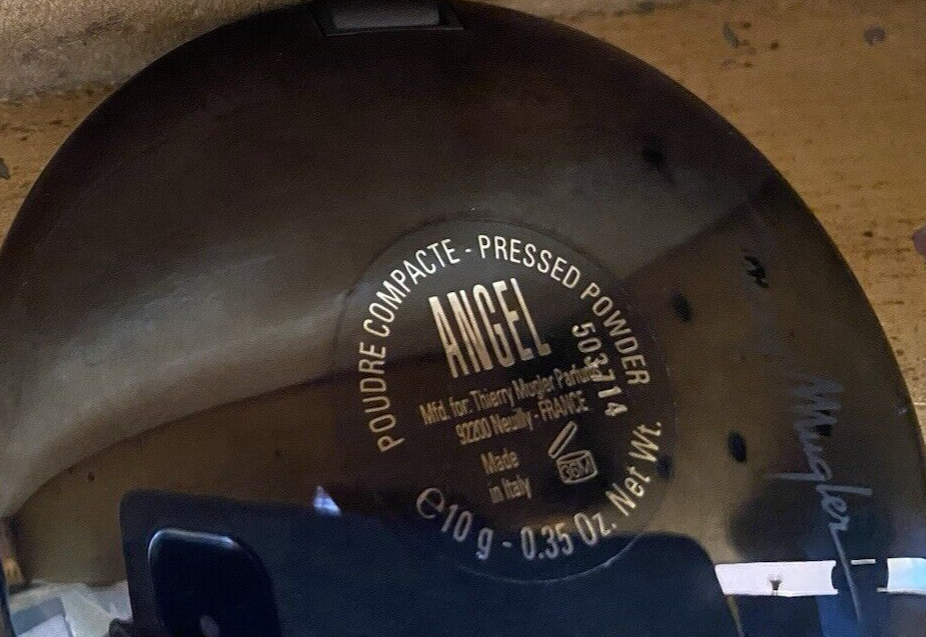 POUDRE COMPACTE - PRESSED POWDER
ANGEL
503714
Mfd. for: Thierry Mugler Parfums
92200 Neuilly - FRANCE
Made
in Italy
36M
e 10 g - 0.35 Oz. Net Wt.
Mugler